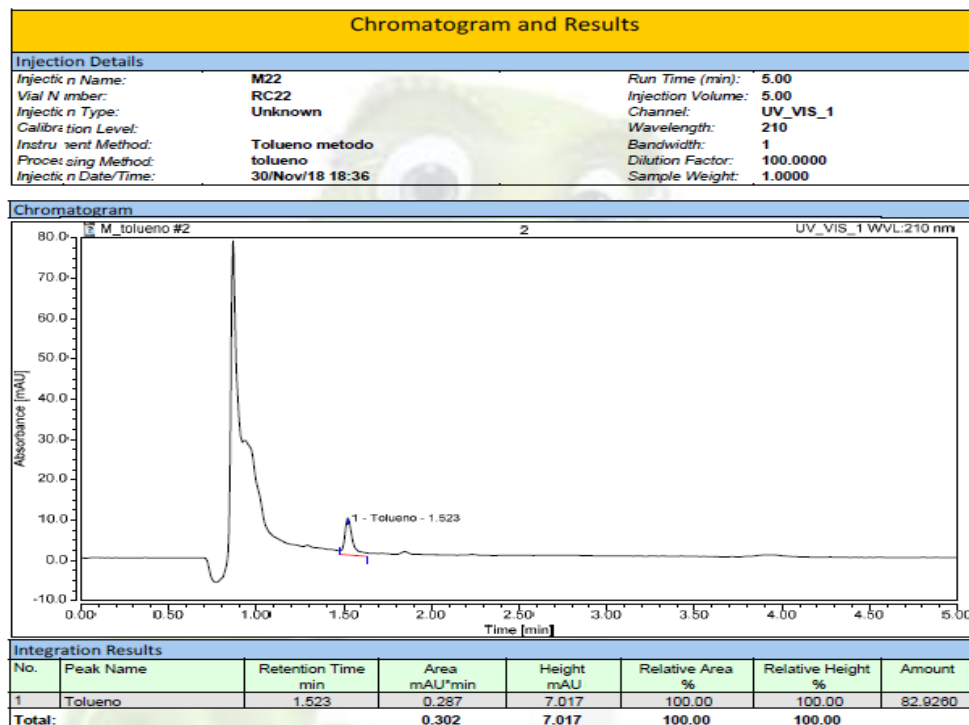 Chromatogram and Results
Injection Details
Injectic n Name: M22 Run Time (min): 5.00
Vial N imber: RC22 Injection Volume: 5.00
Injectic n Type: Unknown Channel: UV_VIS_1
Calibra tion Level: Wavelength: 210
Instru nent Method: Tolueno metodo Bandwidth: 1
Proces sing Method: tolueno Dilution Factor: 100.0000
Injectic n Date/Time: 30/Nov/18 18:36 Sample Weight: 1.0000
Chromatogram
M_tolueno #2 2 UV_VIS_1 WVL:210 nm
80.0
70.0
60.0
50.0
40.0
30.0
20.0
10.0
0.0
-10.0
Absorbance [mAU]
1 - Tolueno - 1.523
0.00 0.50 1.00 1.50 2.00 2.50 3.00 3.50 4.00 4.50 5.00
Time [min]
Integration Results
No. Peak Name Retention Time Area Height Relative Area Relative Height Amount
min mAU*min mAU % %
1 Tolueno 1.523 0.287 7.017 100.00 100.00 82.9260
Total: 0.302 7.017 100.00 100.00